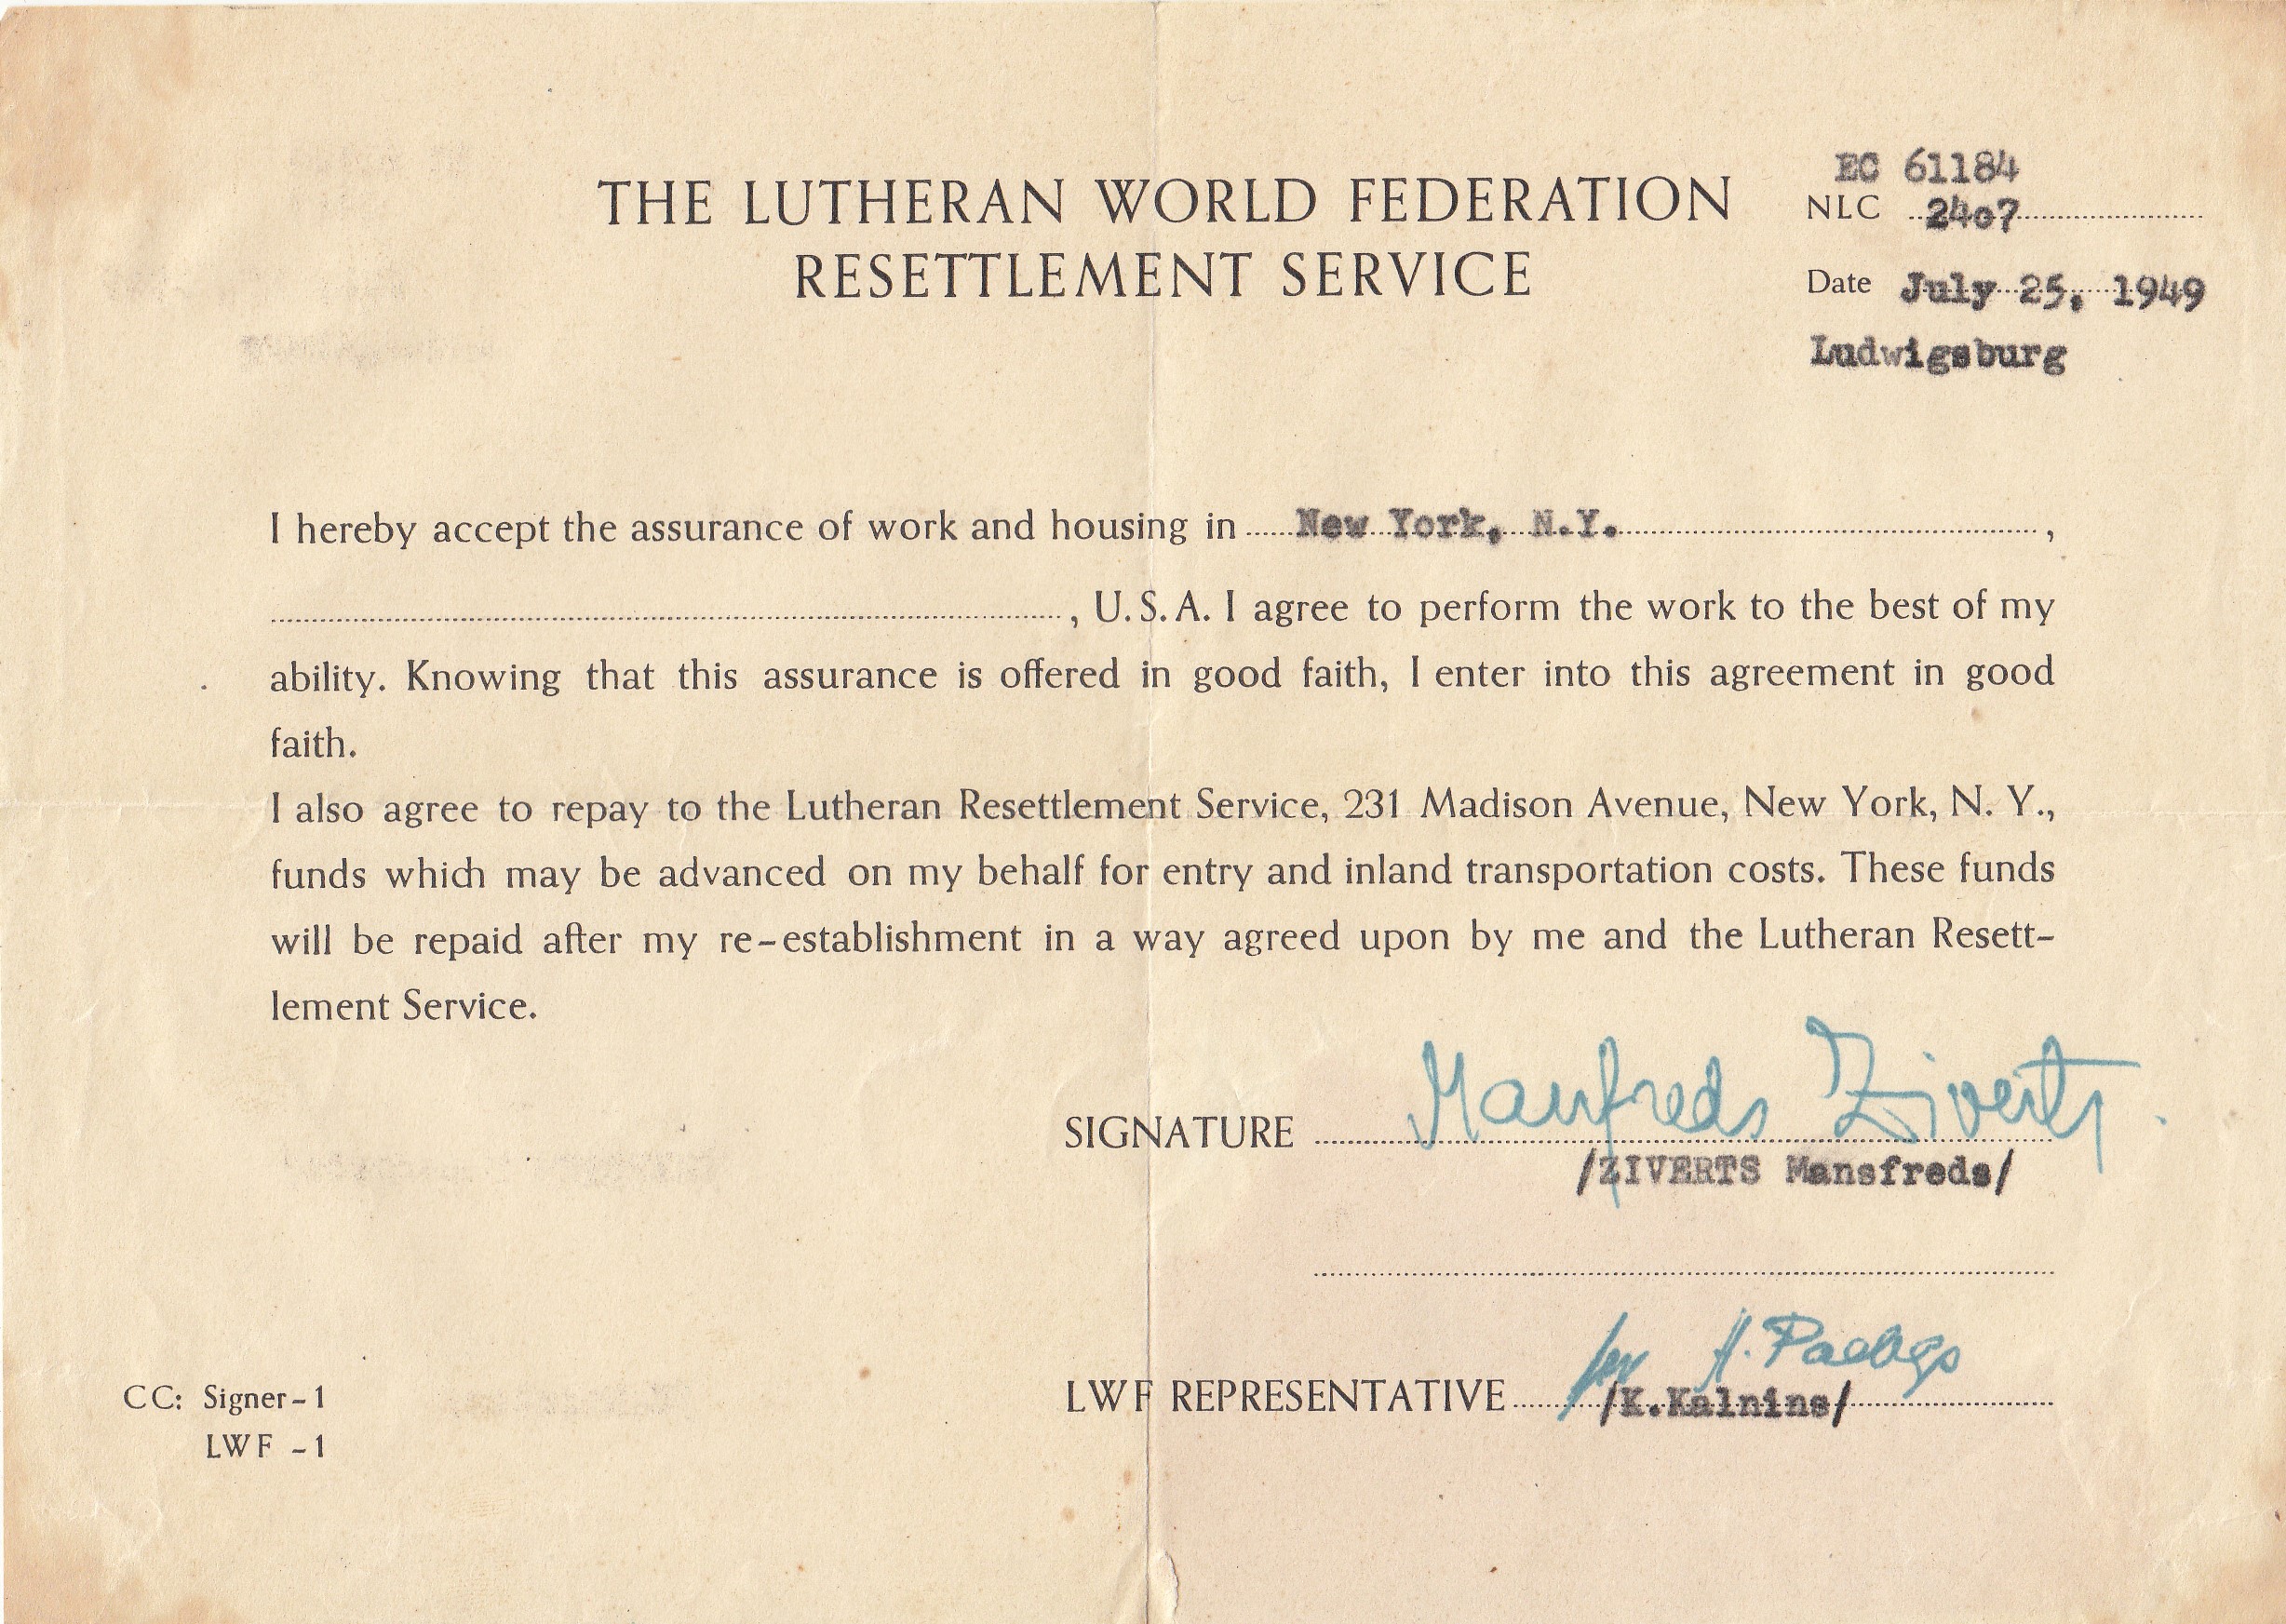 EC 61184
THE LUTHERAN WORLD FEDERATION
NLC 2407
RESETTLEMENT SERVICE
Date July 25, 1949
Ludwigsburg
I hereby accept the assurance of work and housing in New York, N.Y. ,
, U.S.A. I agree to perform the work to the best of my
ability. Knowing that this assurance is offered in good faith, I enter into this agreement in good
faith.
I also agree to repay to the Lutheran Resettlement Service, 231 Madison Avenue, New York, N. Y.,
funds which may be advanced on my behalf for entry and inland transportation costs. These funds
will be repaid after my re-establishment in a way agreed upon by me and the Lutheran Resett-
lement Service.
SIGNATURE Manfreds Ziverts.
/ZIVERTS Mansfreds/
LWF REPRESENTATIVE
/K.Kalnins/
CC: Signer-1
LWF -1